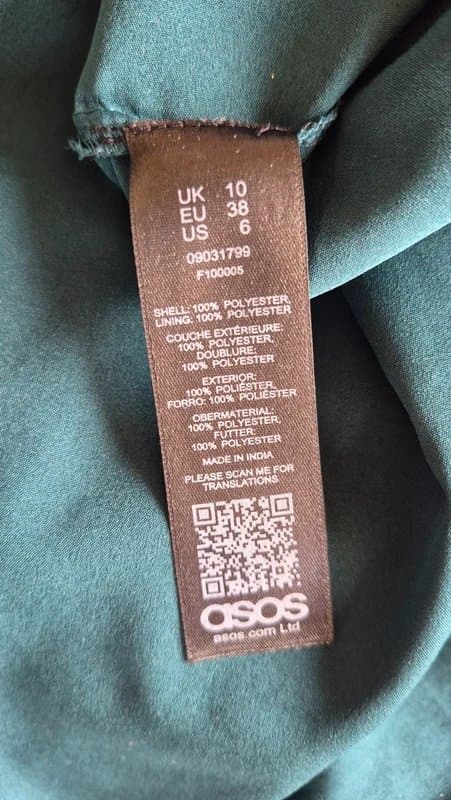 UK 10
EU 38
US 6
09031799
F100005
SHELL: 100% POLYESTER,
LINING: 100% POLYESTER
COUCHE EXTÉRIEURE:
100% POLYESTER,
DOUBLURE:
100% POLYESTER
EXTERIOR:
100% POLIÉSTER,
FORRO: 100% POLIÉSTER
OBERMATERIAL:
100% POLYESTER,
FUTTER:
100% POLYESTER
MADE IN INDIA
PLEASE SCAN ME FOR
TRANSLATIONS
asos
asos.com Ltd